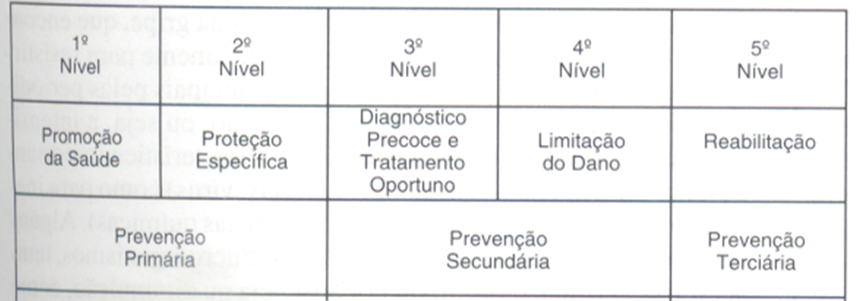 1º
Nível
2º
Nível
3º
Nível
4º
Nível
5º
Nível
Promoção
da Saúde
Proteção
Específica
Diagnóstico
Precoce e
Tratamento
Oportuno
Limitação
do Dano
Reabilitação
Prevenção
Primária
Prevenção
Secundária
Prevenção
Terciária